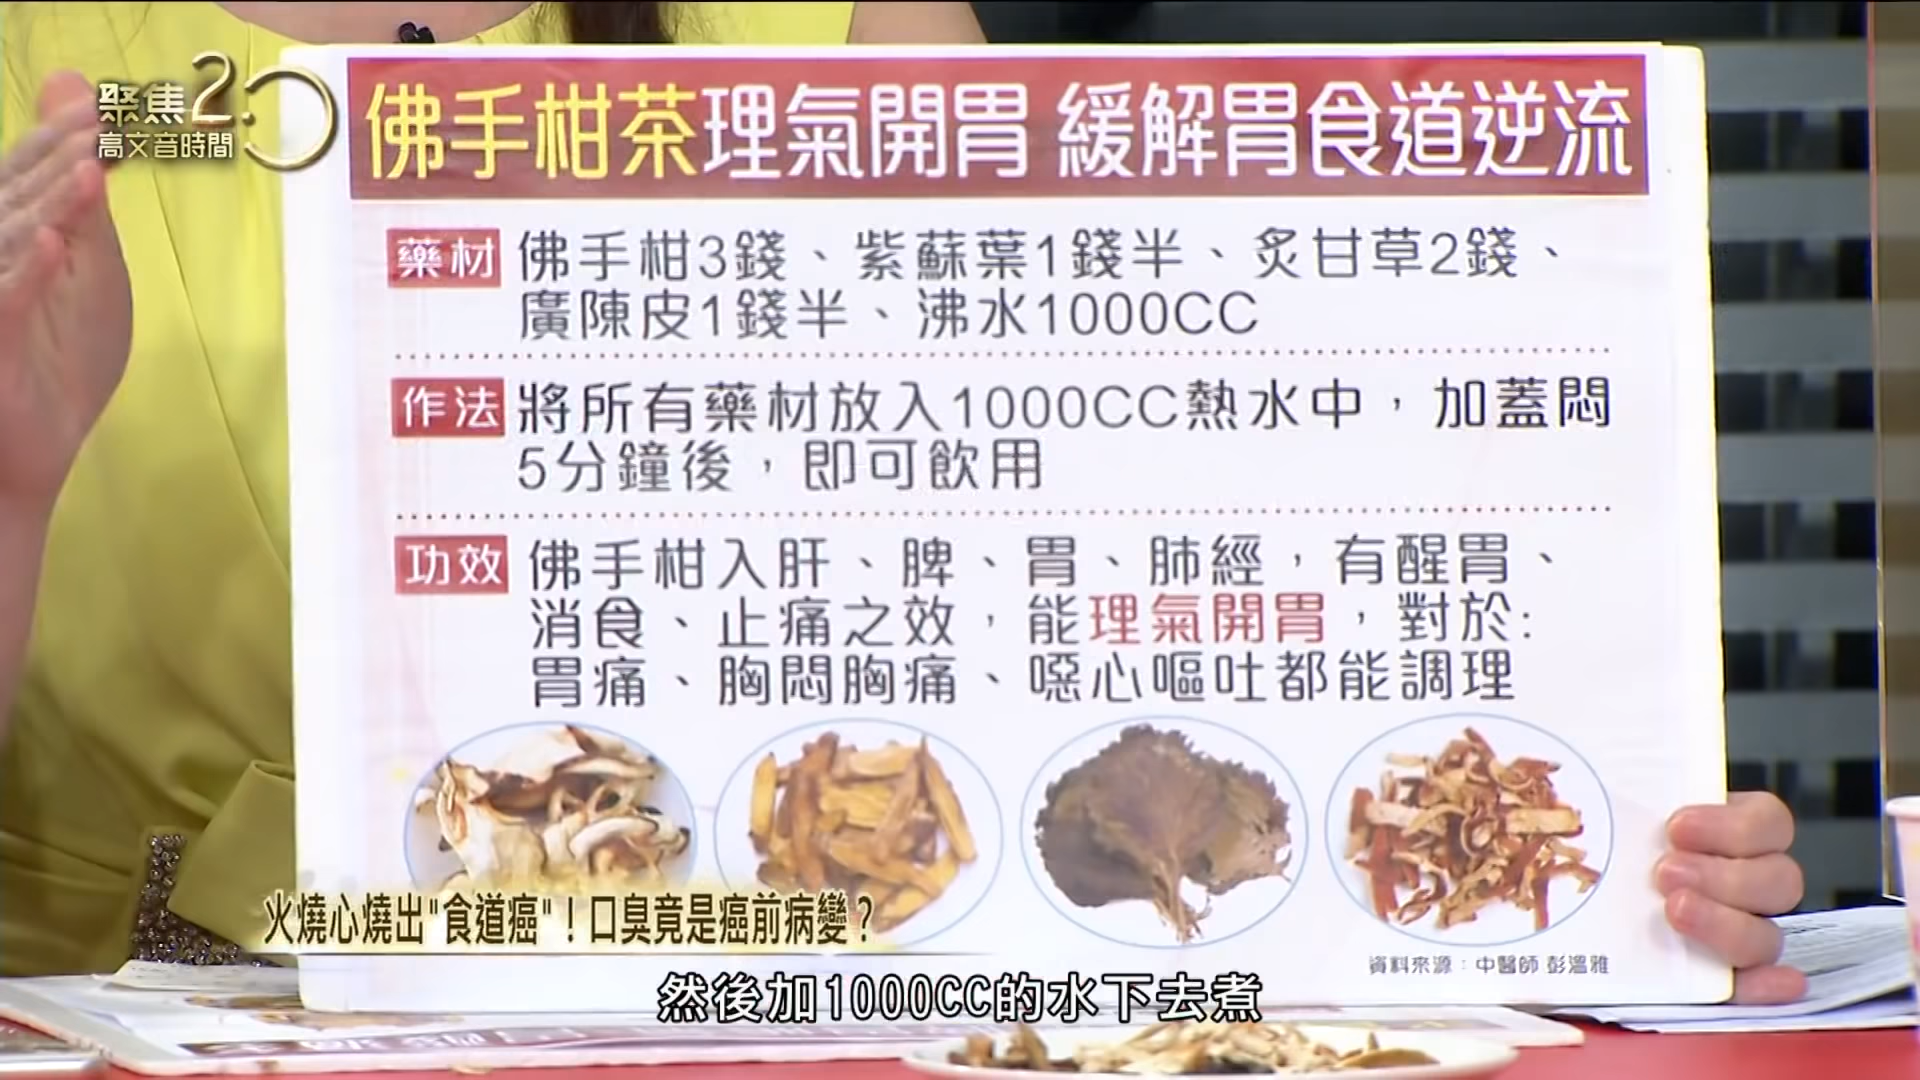 聚焦2.0
高文音時間
佛手柑茶理氣開胃 緩解胃食道逆流
藥材 佛手柑3錢、紫蘇葉1錢半、炙甘草2錢、
廣陳皮1錢半、沸水1000CC
作法 將所有藥材放入1000CC熱水中，加蓋悶
5分鐘後，即可飲用
功效 佛手柑入肝、脾、胃、肺經，有醒胃、
消食、止痛之效，能理氣開胃，對於:
胃痛、胸悶胸痛、噁心嘔吐都能調理
火燒心燒出"食道癌"！口臭竟是癌前病變？
資料來源：中醫師 彭溫雅
然後加1000CC的水下去煮